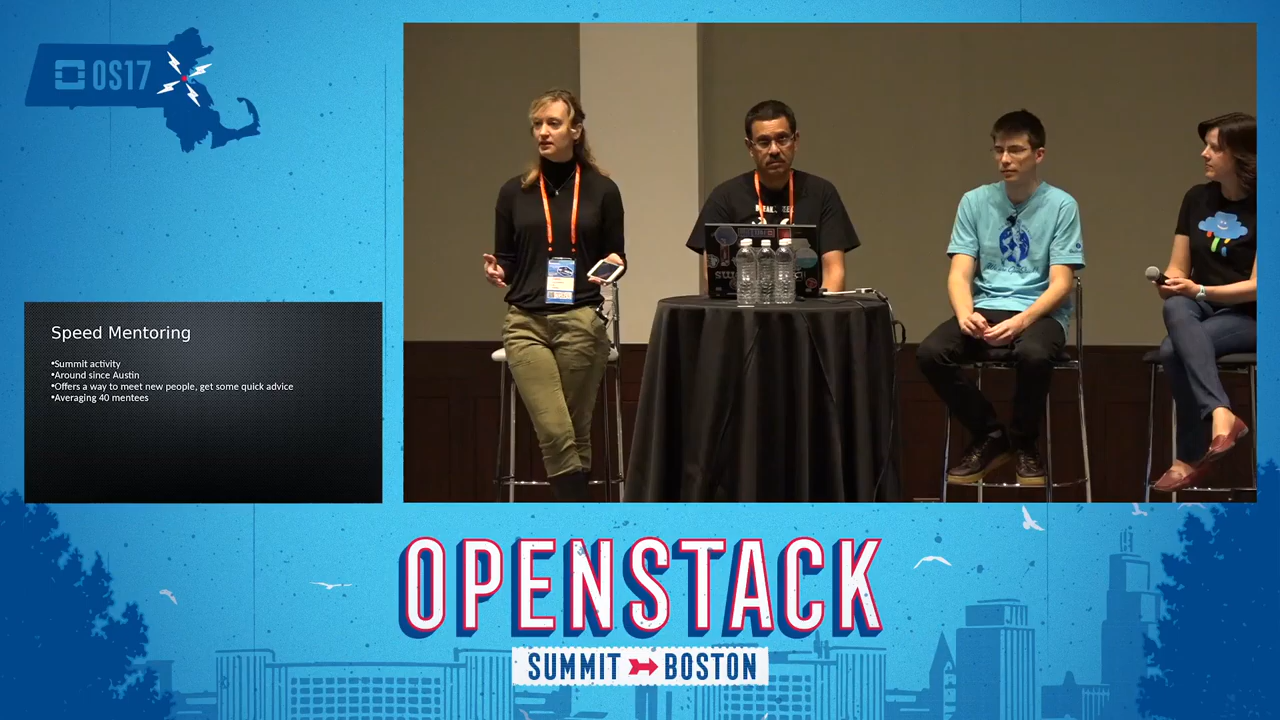 OS17
Speed Mentoring
•Summit activity
•Around since Austin
•Offers a way to meet new people, get some quick advice
•Averaging 40 mentees
OPENSTACK
SUMMIT BOSTON